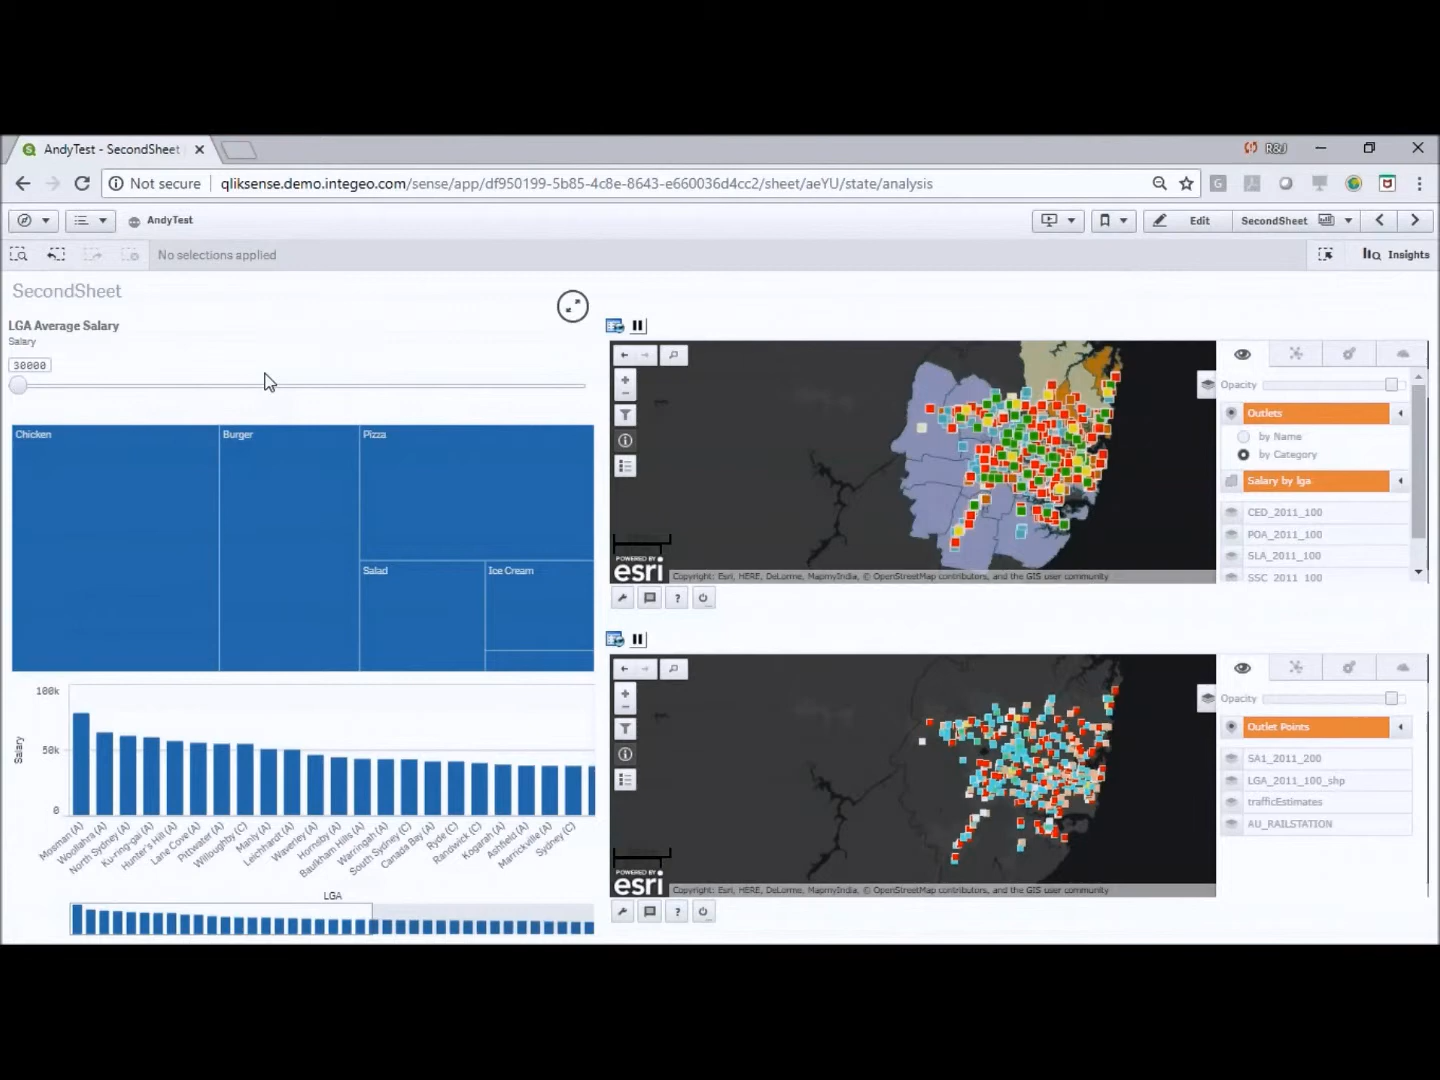 AndyTest - SecondSheet
R&J
Not secure
qliksense.demo.integeo.com/sense/app/df950199-5b85-4c8e-8643-e660036d4cc2/sheet/aeYU/state/analysis
AndyTest
Edit
SecondSheet
No selections applied
Insights
SecondSheet
LGA Average Salary
Salary
30000
Chicken
Burger
Pizza
Salad
Ice Cream
100k
50k
0
Salary
Mosman (A)
Woollahra (A)
North Sydney (A)
Ku-ring-gai (A)
Hunter's Hill (A)
Lane Cove (A)
Pittwater (A)
Willoughby (C)
Manly (A)
Leichhardt (A)
Waverley (A)
Hornsby (A)
Baulkham Hills (A)
Warringah (A)
South Sydney (C)
Canada Bay (A)
Ryde (C)
Randwick (C)
Kogarah (A)
Ashfield (A)
Marrickville (A)
Sydney (C)
LGA
POWERED BY
esri
Copyright: Esri, HERE, DeLorme, MapmyIndia, © OpenStreetMap contributors, and the GIS user community
Opacity
Outlets
by Name
by Category
Salary by lga
CED_2011_100
POA_2011_100
SLA_2011_100
SSC_2011_100
POWERED BY
esri
Copyright: Esri, HERE, DeLorme, MapmyIndia, © OpenStreetMap contributors, and the GIS user community
Opacity
Outlet Points
SA1_2011_200
LGA_2011_100_shp
trafficEstimates
AU_RAILSTATION